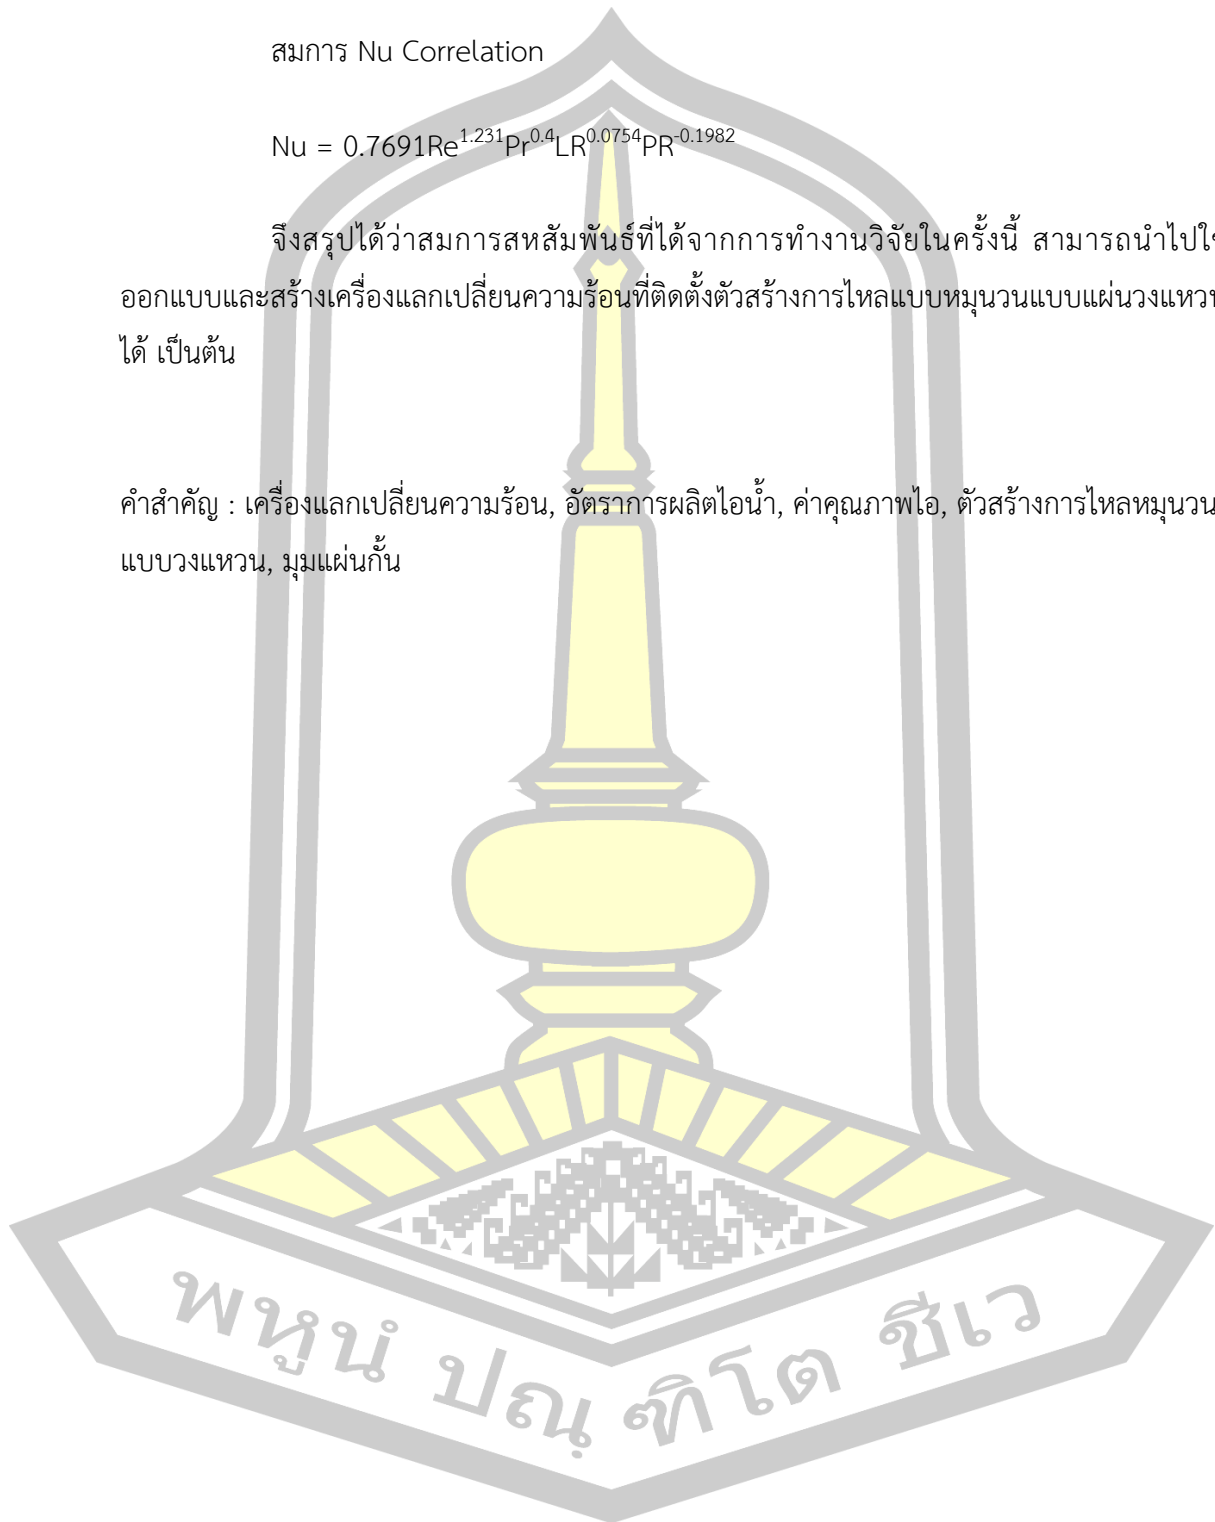 สมการ Nu Correlation
Nu = 0.7691Re^1.231Pr^0.4LR^0.0754PR^-0.1982
จึงสรุปได้ว่าสมการสหสัมพันธ์ที่ได้จากการทำงานวิจัยในครั้งนี้ สามารถนำไปใช้
ออกแบบและสร้างเครื่องแลกเปลี่ยนความร้อนที่ติดตั้งตัวสร้างการไหลแบบหมุนวนแบบแผ่นวงแหวน
ได้ เป็นต้น
คำสำคัญ : เครื่องแลกเปลี่ยนความร้อน, อัตราการผลิตไอน้ำ, ค่าคุณภาพไอ, ตัวสร้างการไหลหมุนวน
แบบวงแหวน, มุมแผ่นกั้น
พหูนํ ปณฺ ฑิโต ชีเว